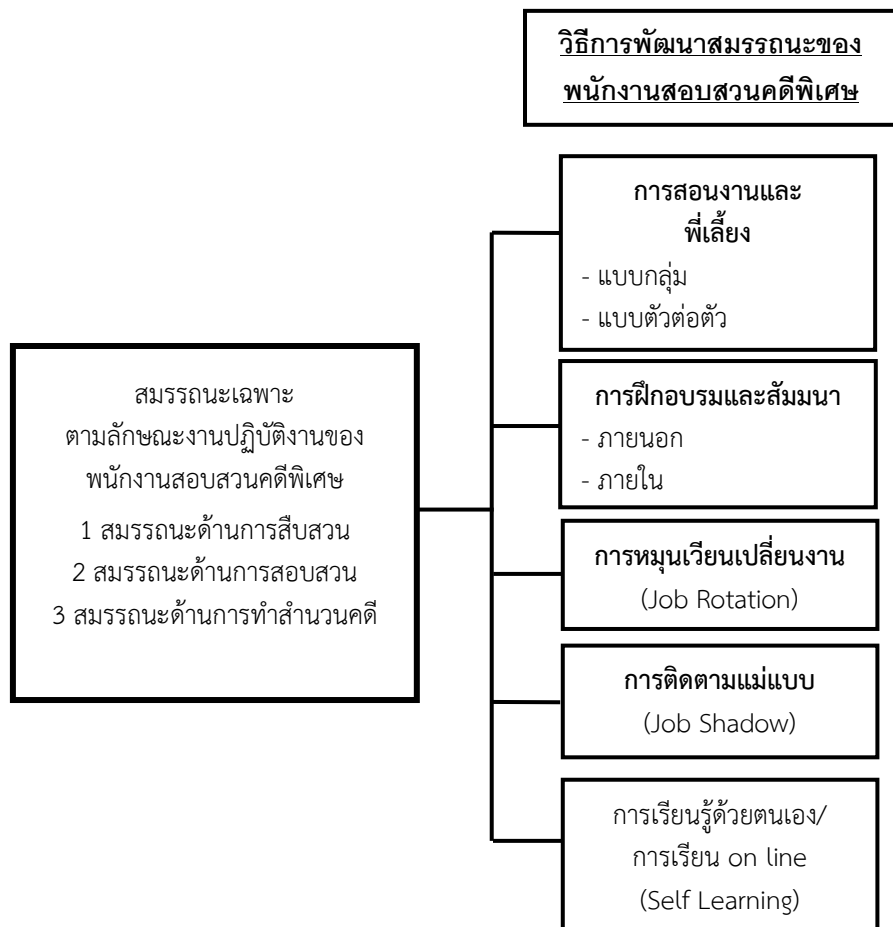 วิธีการพัฒนาสมรรถนะของ
พนักงานสอบสวนคดีพิเศษ
การสอนงานและ
พี่เลี้ยง
- แบบกลุ่ม
- แบบตัวต่อตัว
สมรรถนะเฉพาะ
ตามลักษณะงานปฏิบัติงานของ
พนักงานสอบสวนคดีพิเศษ
1 สมรรถนะด้านการสืบสวน
2 สมรรถนะด้านการสอบสวน
3 สมรรถนะด้านการทำสำนวนคดี
การฝึกอบรมและสัมมนา
- ภายนอก
- ภายใน
การหมุนเวียนเปลี่ยนงาน
(Job Rotation)
การติดตามแม่แบบ
(Job Shadow)
การเรียนรู้ด้วยตนเอง/
การเรียน on line
(Self Learning)